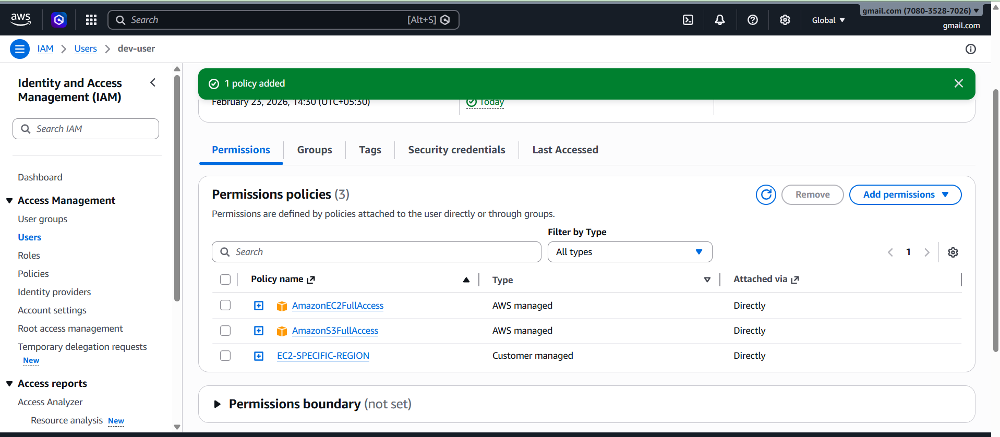 aws
Search
[Alt+S]
Global
gmail.com (7080-3528-7026)
gmail.com
IAM
Users
dev-user
Identity and Access
Management (IAM)
Search IAM
Dashboard
Access Management
User groups
Users
Roles
Policies
Identity providers
Account settings
Root access management
Temporary delegation requests
New
Access reports
Access Analyzer
Resource analysis New
1 policy added
February 23, 2026, 14:30 (UTC+05:30)
Today
Permissions
Groups
Tags
Security credentials
Last Accessed
Permissions policies (3)
Remove
Add permissions
Permissions are defined by policies attached to the user directly or through groups.
Filter by Type
Search
All types
1
Policy name
Type
Attached via
AmazonEC2FullAccess
AWS managed
Directly
AmazonS3FullAccess
AWS managed
Directly
EC2-SPECIFIC-REGION
Customer managed
Directly
Permissions boundary (not set)